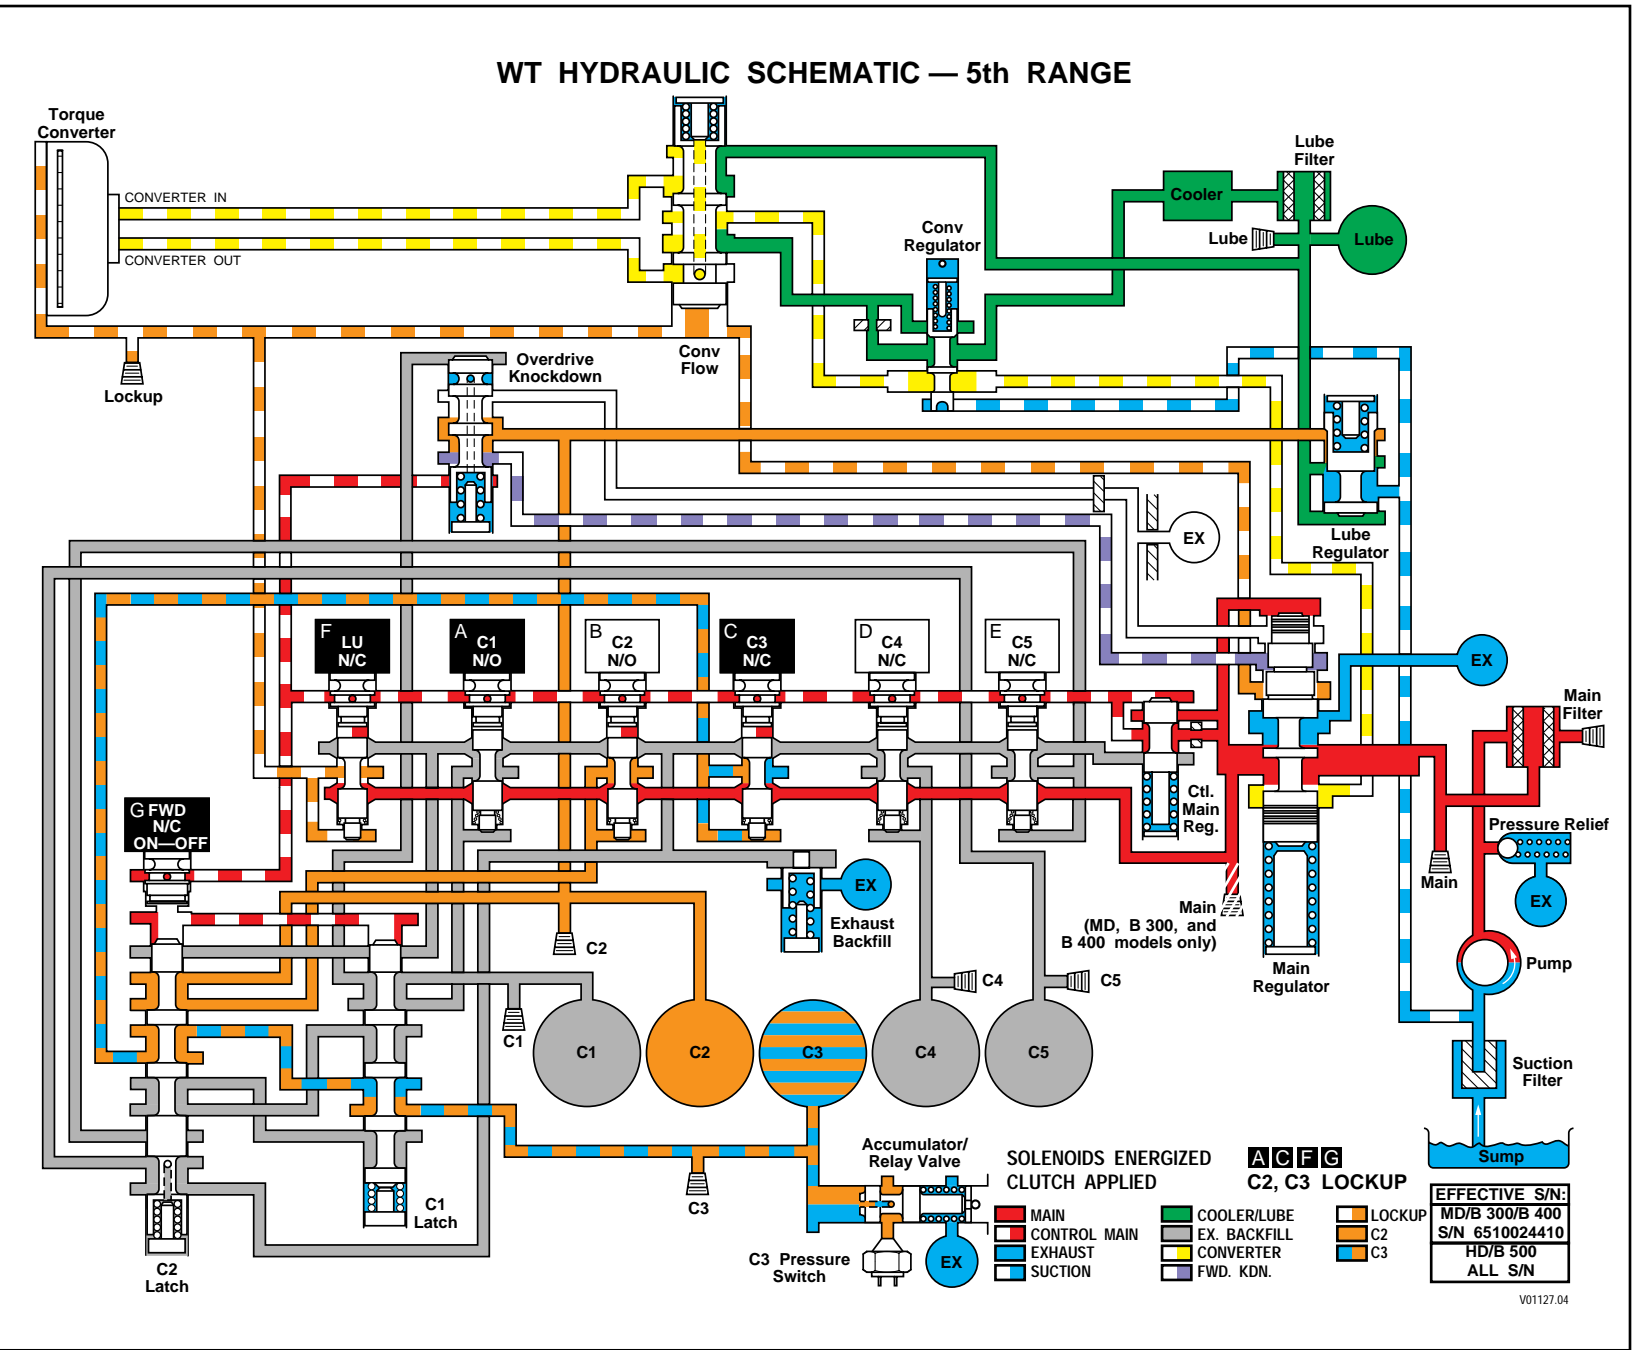 WT HYDRAULIC SCHEMATIC — 5th RANGE
Torque
Converter
CONVERTER IN
CONVERTER OUT
Lockup
Conv
Flow
Overdrive
Knockdown
Conv
Regulator
Cooler
Lube
Filter
Lube
Lube
Lube
Regulator
EX
EX
F
LU
N/C
A
C1
N/O
B
C2
N/O
C
C3
N/C
D
C4
N/C
E
C5
N/C
G FWD
N/C
ON—OFF
Ctl.
Main
Reg.
Main
Filter
Pressure Relief
EX
Main
Main
(MD, B 300, and
B 400 models only)
Main
Regulator
Pump
EX
Exhaust
Backfill
C2
C4
C5
C1
C1
C2
C3
C4
C5
C3
Suction
Filter
Sump
C1
Latch
C2
Latch
Accumulator/
Relay Valve
C3 Pressure
Switch
EX
SOLENOIDS ENERGIZED
A C F G
CLUTCH APPLIED
C2, C3 LOCKUP
MAIN
CONTROL MAIN
EXHAUST
SUCTION
COOLER/LUBE
EX. BACKFILL
CONVERTER
FWD. KDN.
LOCKUP
C2
C3
EFFECTIVE S/N:
MD/B 300/B 400
S/N 6510024410
HD/B 500
ALL S/N
V01127.04